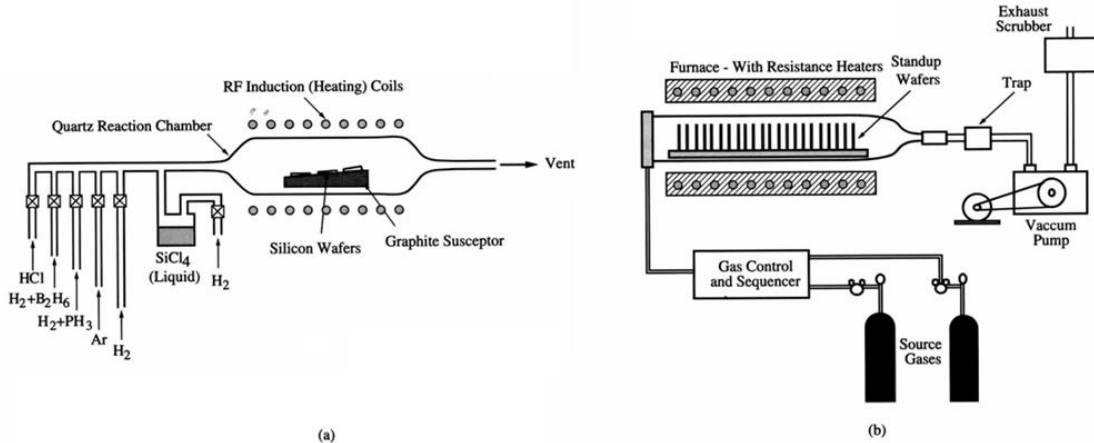 RF Induction (Heating) Coils
Quartz Reaction Chamber
Vent
Silicon Wafers
Graphite Susceptor
SiCl4
(Liquid)
H2
HCl
H2+B2H6
H2+PH3
Ar
H2
(a)
Exhaust
Scrubber
Furnace - With Resistance Heaters
Standup
Wafers
Trap
Vaccum
Pump
Gas Control
and Sequencer
Source
Gases
(b)